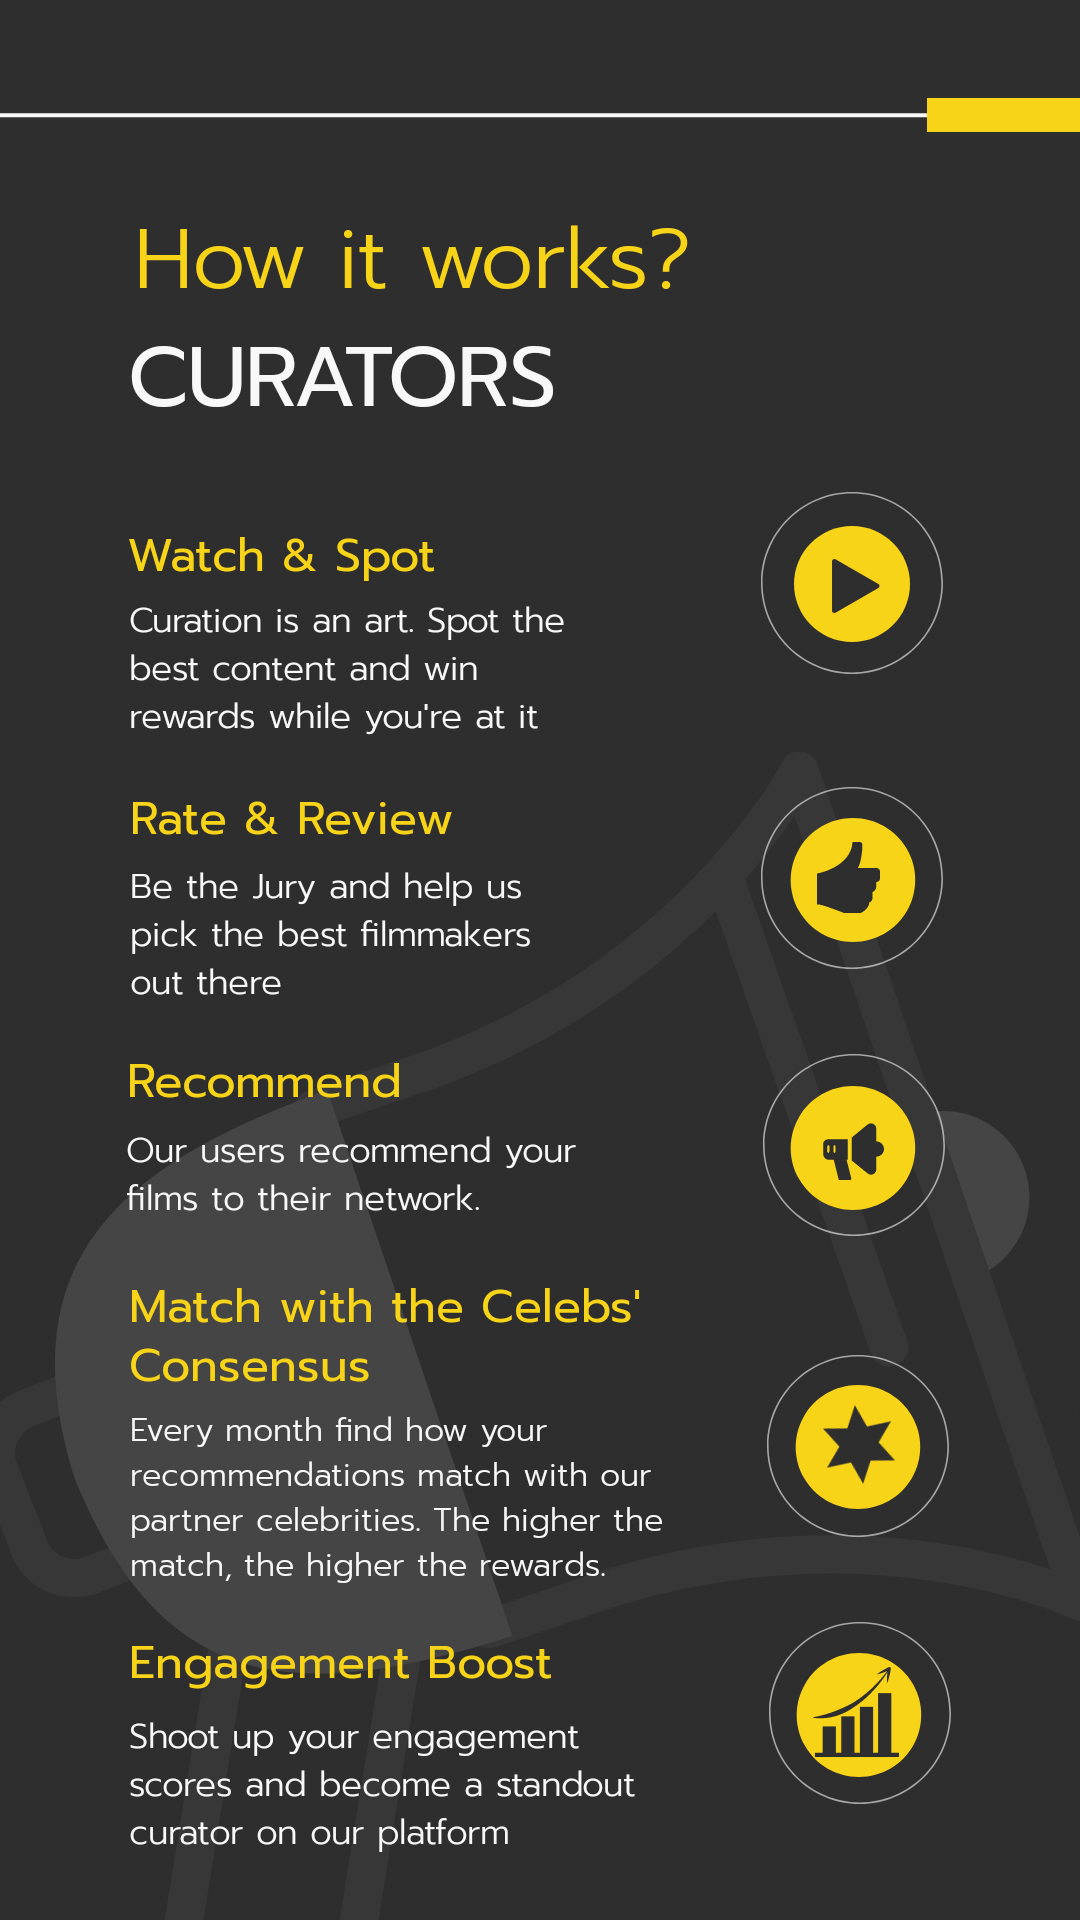 How it works?
CURATORS
Watch & Spot
Curation is an art. Spot the
best content and win
rewards while you're at it
Rate & Review
Be the Jury and help us
pick the best filmmakers
out there
Recommend
Our users recommend your
films to their network.
Match with the Celebs'
Consensus
Every month find how your
recommendations match with our
partner celebrities. The higher the
match, the higher the rewards.
Engagement Boost
Shoot up your engagement
scores and become a standout
curator on our platform